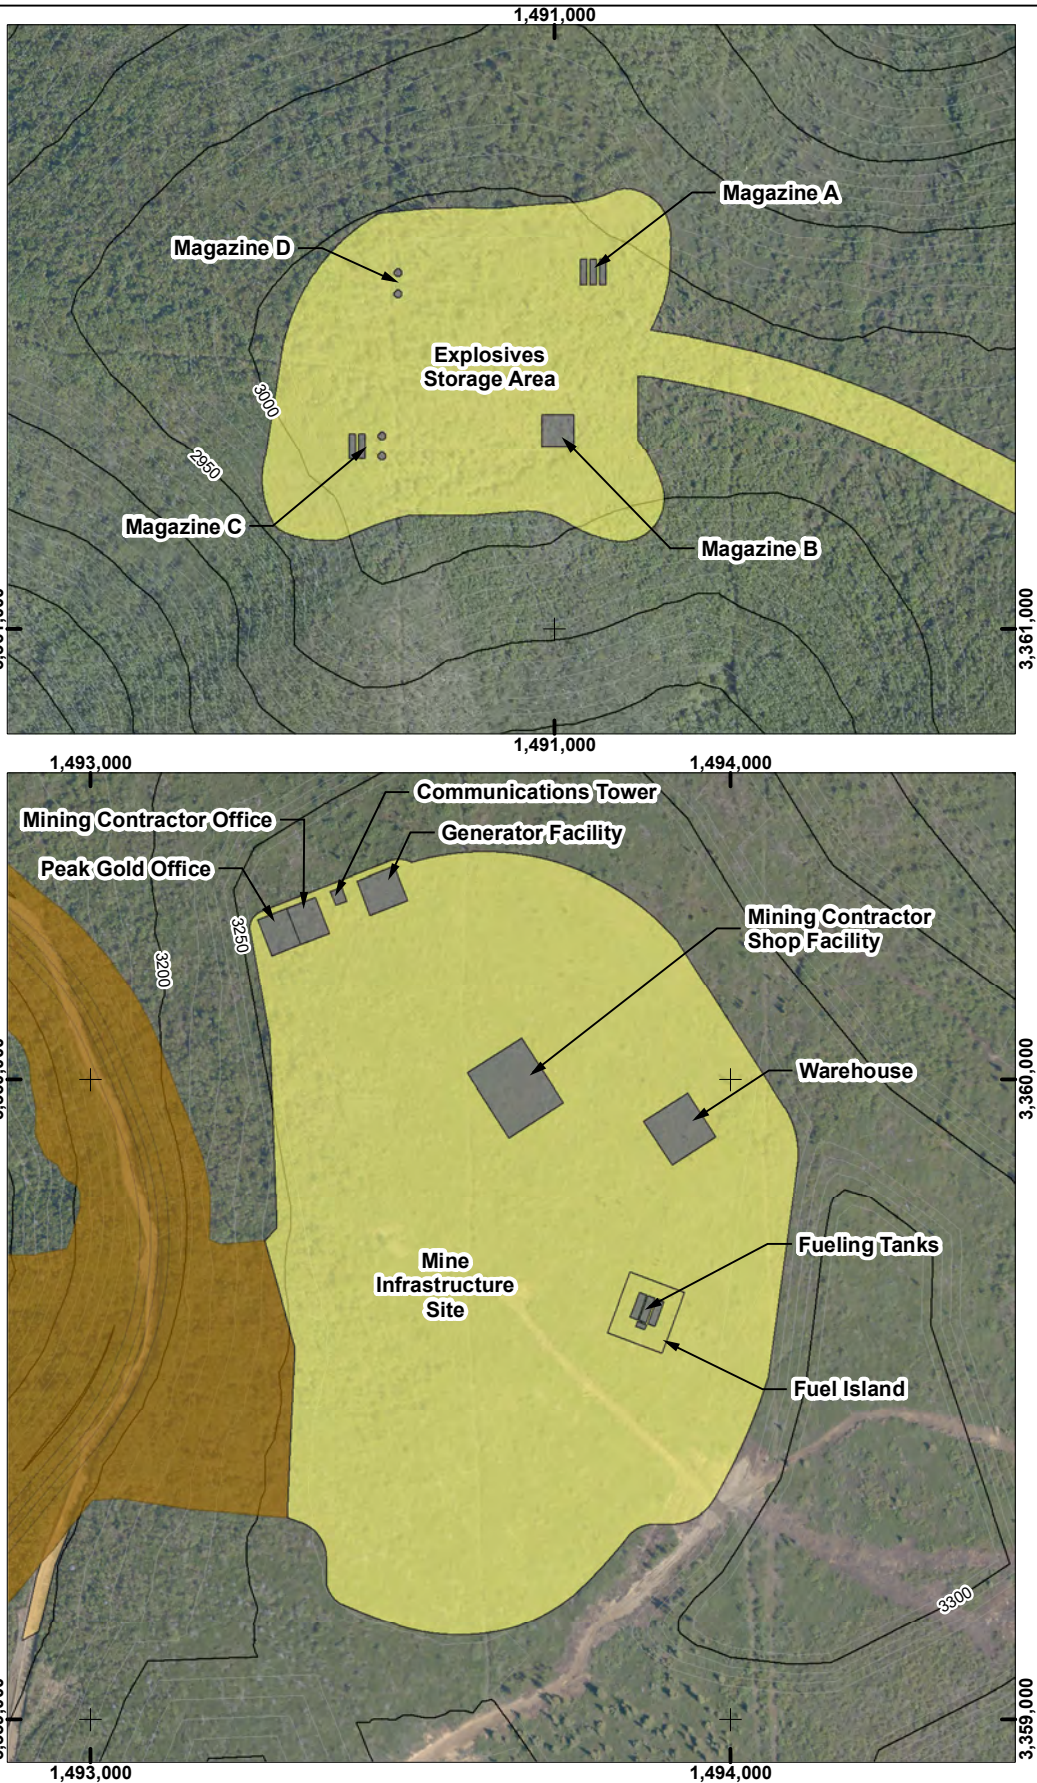 1,491,000
Magazine A
Magazine D
Explosives
Storage Area
3000
2950
Magazine C
Magazine B
3,361,000
1,491,000
1,493,000
1,494,000
Communications Tower
Mining Contractor Office
Generator Facility
Peak Gold Office
Mining Contractor
Shop Facility
3250
3200
Warehouse
3,360,000
Fueling Tanks
Mine
Infrastructure
Site
Fuel Island
3300
3,359,000
1,493,000
1,494,000